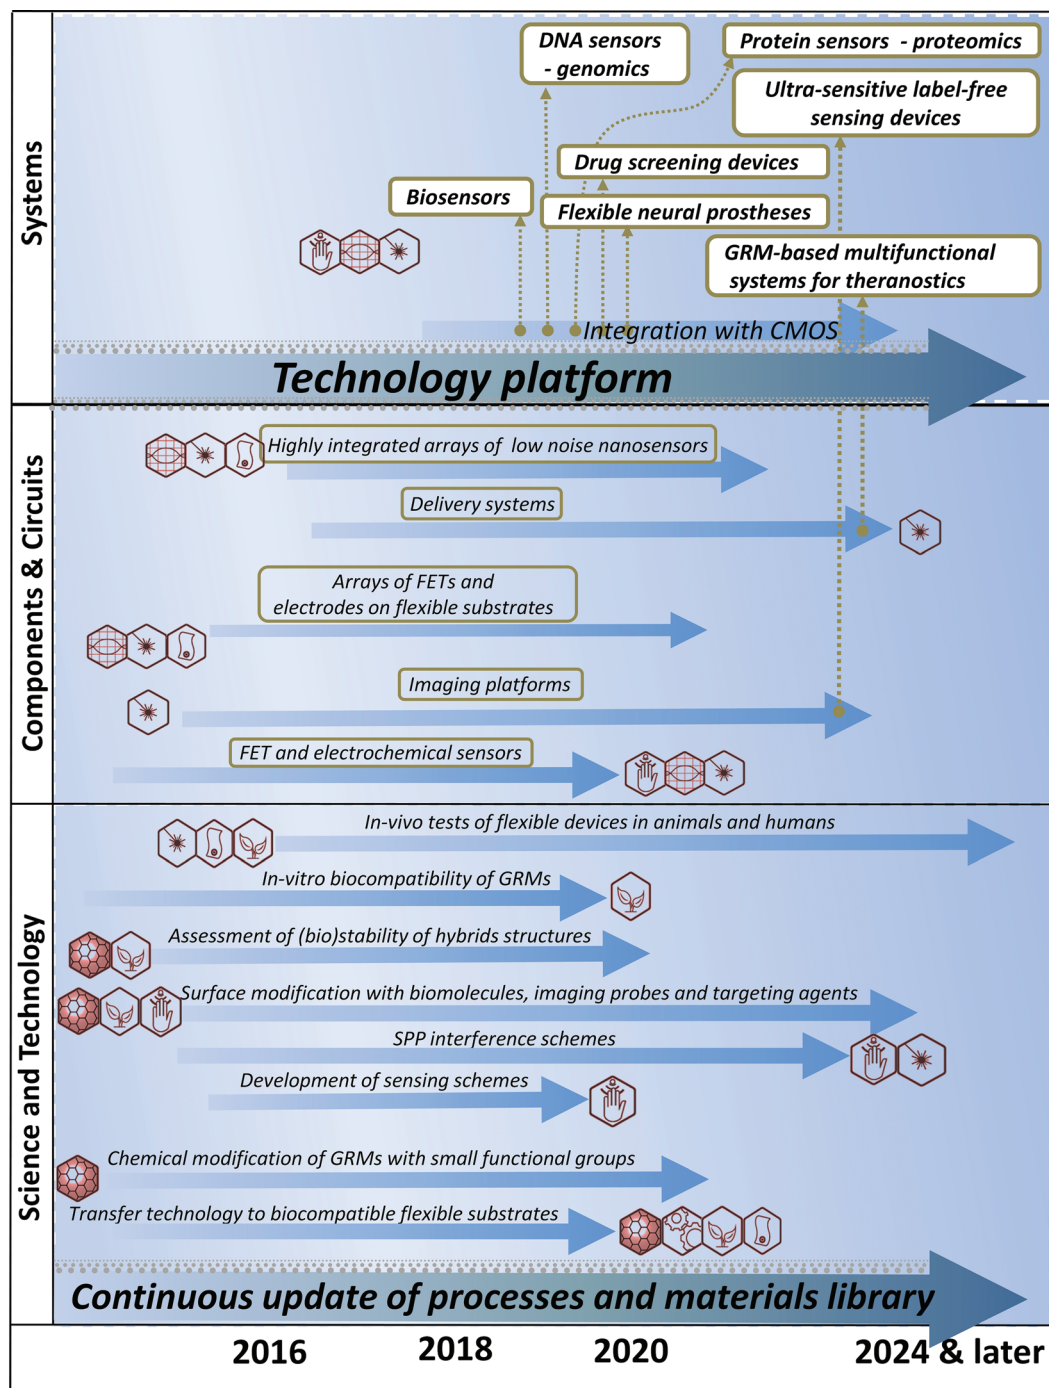 Systems
DNA sensors
- genomics
Protein sensors - proteomics
Ultra-sensitive label-free
sensing devices
Drug screening devices
Biosensors
Flexible neural prostheses
GRM-based multifunctional
systems for theranostics
Integration with CMOS
Technology platform
Components & Circuits
Highly integrated arrays of low noise nanosensors
Delivery systems
Arrays of FETs and
electrodes on flexible substrates
Imaging platforms
FET and electrochemical sensors
Science and Technology
In-vivo tests of flexible devices in animals and humans
In-vitro biocompatibility of GRMs
Assessment of (bio)stability of hybrids structures
Surface modification with biomolecules, imaging probes and targeting agents
SPP interference schemes
Development of sensing schemes
Chemical modification of GRMs with small functional groups
Transfer technology to biocompatible flexible substrates
Continuous update of processes and materials library
2016 2018 2020 2024 & later